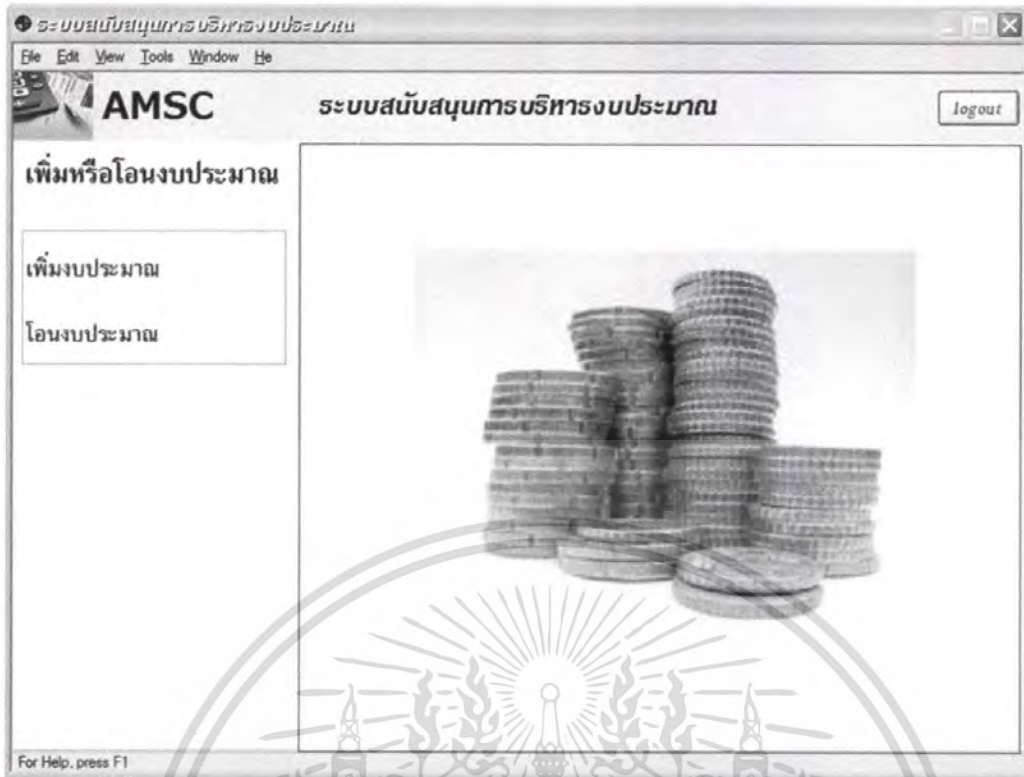 ระบบสนับสนุนการบริหารงบประมาณ
File Edit View Tools Window He
AMSC
ระบบสนับสนุนการบริหารงบประมาณ
logout
เพิ่มหรือโอนงบประมาณ
เพิ่มงบประมาณ
โอนงบประมาณ
For Help, press F1